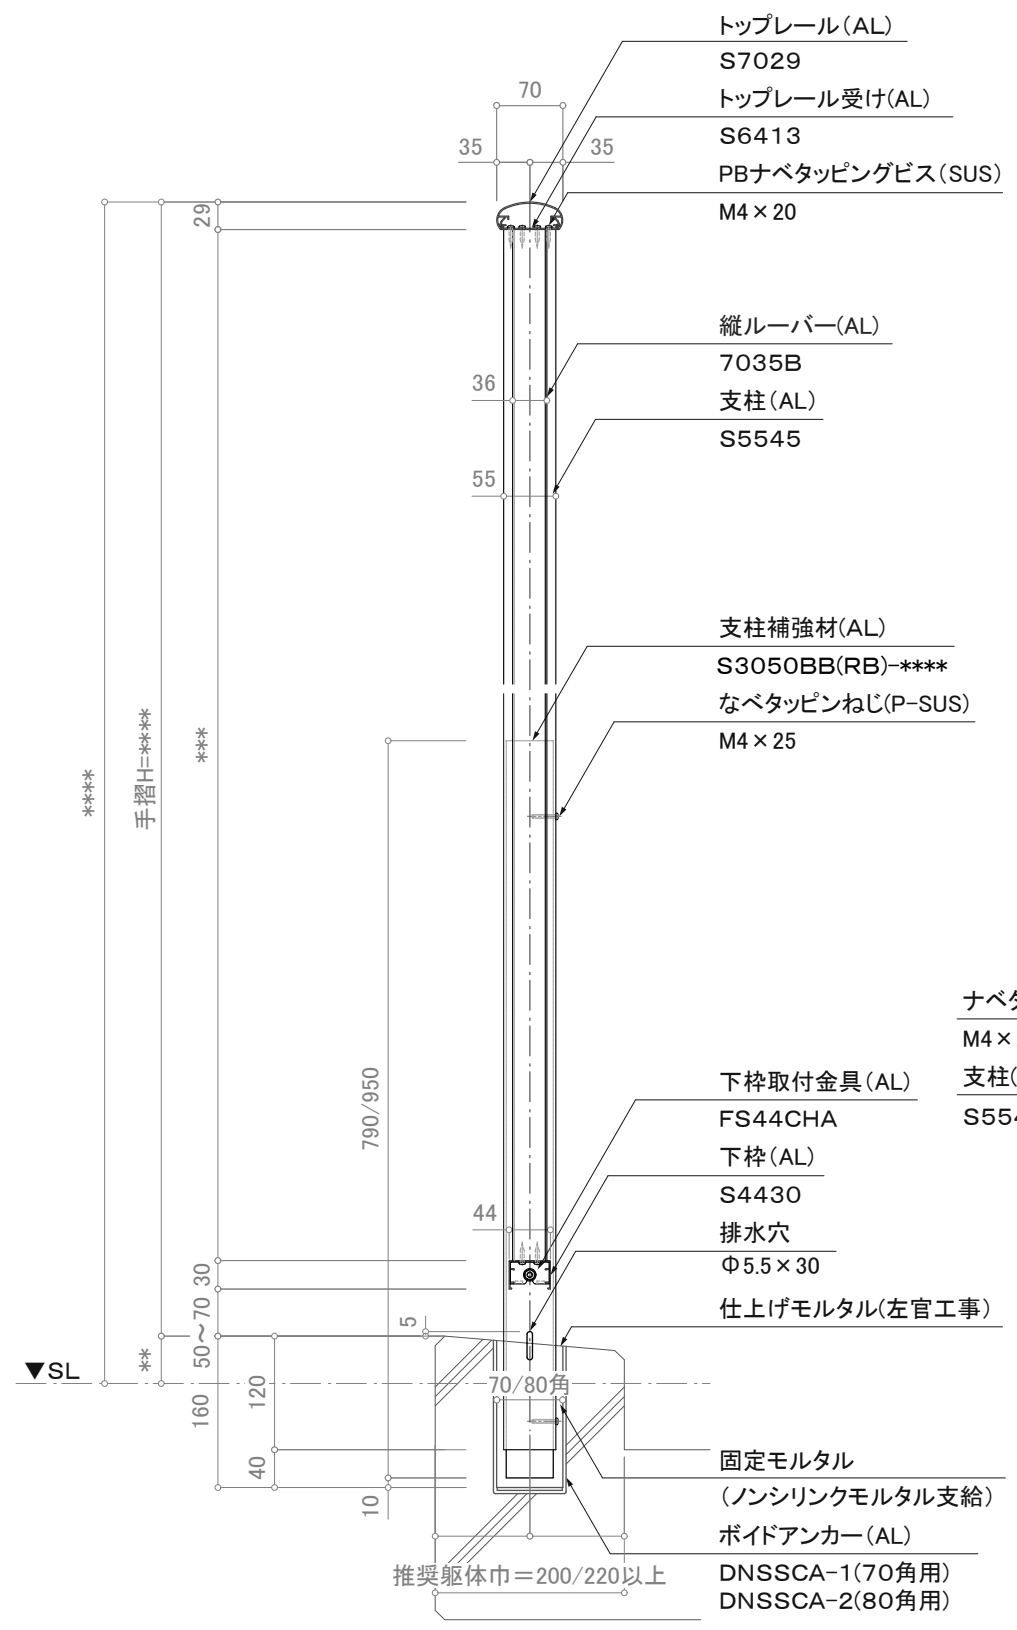 トップレール(AL)
S7029
70
トップレール受け(AL)
35
35
S6413
PBナベタッピングビス(SUS)
M4×20
29
縦ルーバー(AL)
7035B
36
支柱(AL)
S5545
55
支柱補強材(AL)
S3050BB(RB)-****
なベタッピンねじ(P-SUS)
M4×25
****
手摺H=****
***
790/950
ナベタ
M4×
支柱(
S554
下枠取付金具(AL)
FS44CHA
下枠(AL)
S4430
44
排水穴
Φ5.5×30
30
仕上げモルタル(左官工事)
50～70
5
▼SL
**
70/80角
160
120
40
10
固定モルタル
(ノンシリンクモルタル支給)
ボイドアンカー(AL)
推奨躯体巾＝200/220以上
DNSSCA-1(70角用)
DNSSCA-2(80角用)